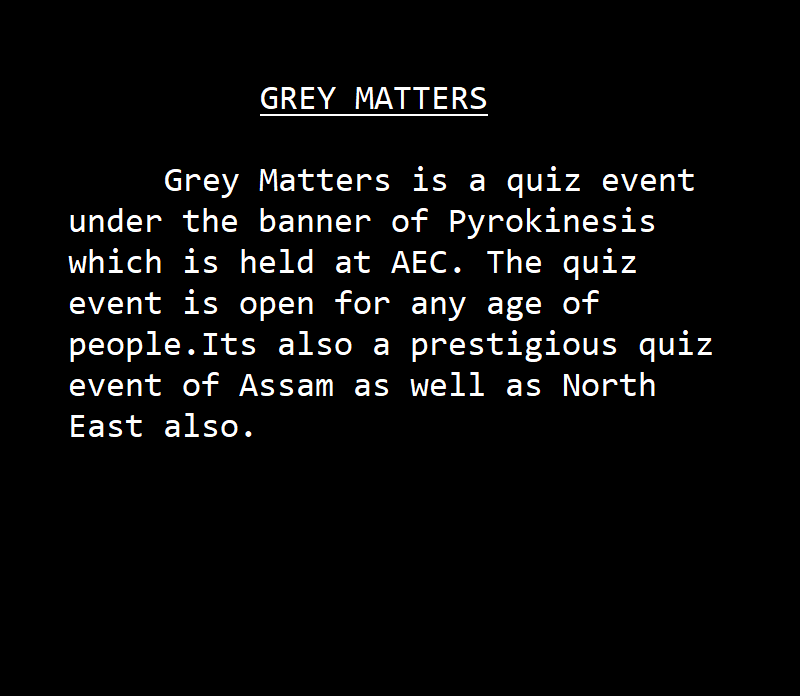 GREY MATTERS
Grey Matters is a quiz event
under the banner of Pyrokinesis
which is held at AEC. The quiz
event is open for any age of
people.Its also a prestigious quiz
event of Assam as well as North
East also.